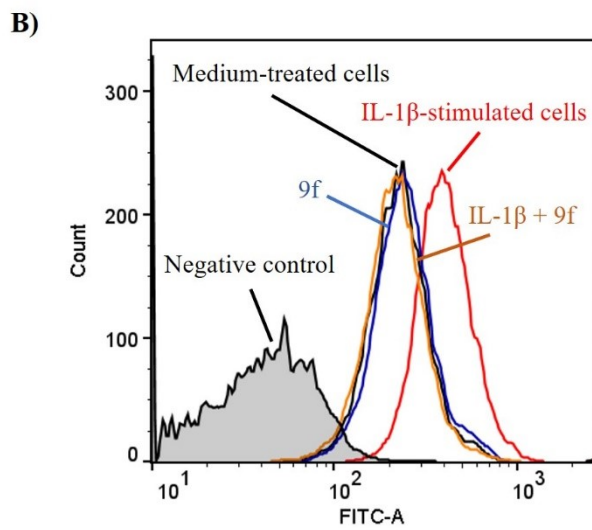 B)
Medium-treated cells
IL-1β-stimulated cells
9f
IL-1β + 9f
Negative control
Count
300
200
100
0
10¹
10²
10³
FITC-A